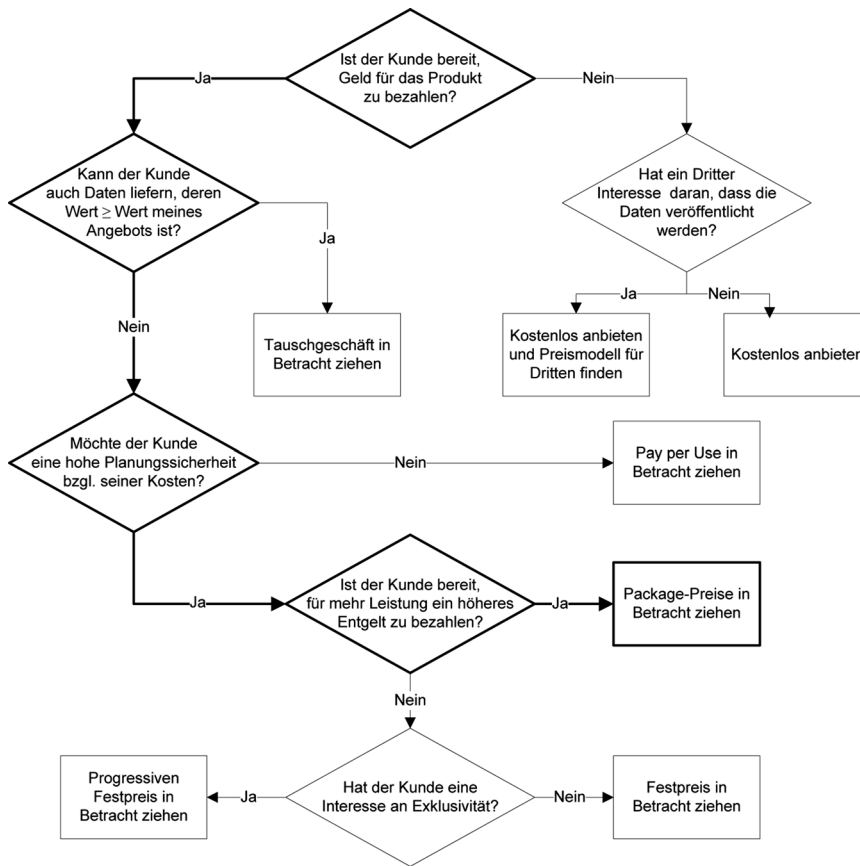 Ist der Kunde bereit,
Geld für das Produkt
zu bezahlen?
Ja
Nein
Kann der Kunde
auch Daten liefern, deren
Wert ≥ Wert meines
Angebots ist?
Hat ein Dritter
Interesse daran, dass die
Daten veröffentlicht
werden?
Ja
Ja
Nein
Nein
Tauschgeschäft in
Betracht ziehen
Kostenlos anbieten
und Preismodell für
Dritten finden
Kostenlos anbieten
Möchte der Kunde
eine hohe Planungssicherheit
bzgl. seiner Kosten?
Nein
Pay per Use in
Betracht ziehen
Ja
Ist der Kunde bereit,
für mehr Leistung ein höheres
Entgelt zu bezahlen?
Ja
Package-Preise in
Betracht ziehen
Nein
Progressiven
Festpreis in
Betracht ziehen
Ja
Hat der Kunde eine
Interesse an Exklusivität?
Nein
Festpreis in
Betracht ziehen